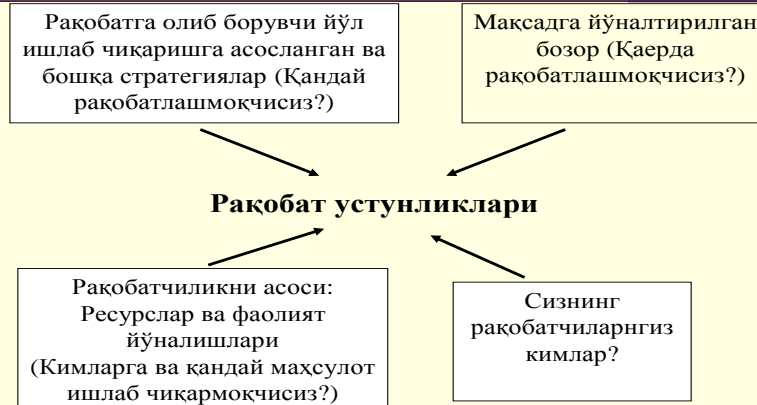 Рақобатга олиб борувчи йўл
ишлаб чиқаришга асосланган ва
бошқа стратегиялар (Қандай
рақобатлашмоқчисиз?)
Мақсадга йўналтирилган
бозор (Қаерда
рақобатлашмоқчисиз?)
Рақобат устунликлари
Рақобатчиликни асоси:
Ресурслар ва фаолият
йўналишлари
(Кимларга ва қандай маҳсулот
ишлаб чиқармоқчисиз?)
Сизнинг
рақобатчиларнгиз
кимлар?